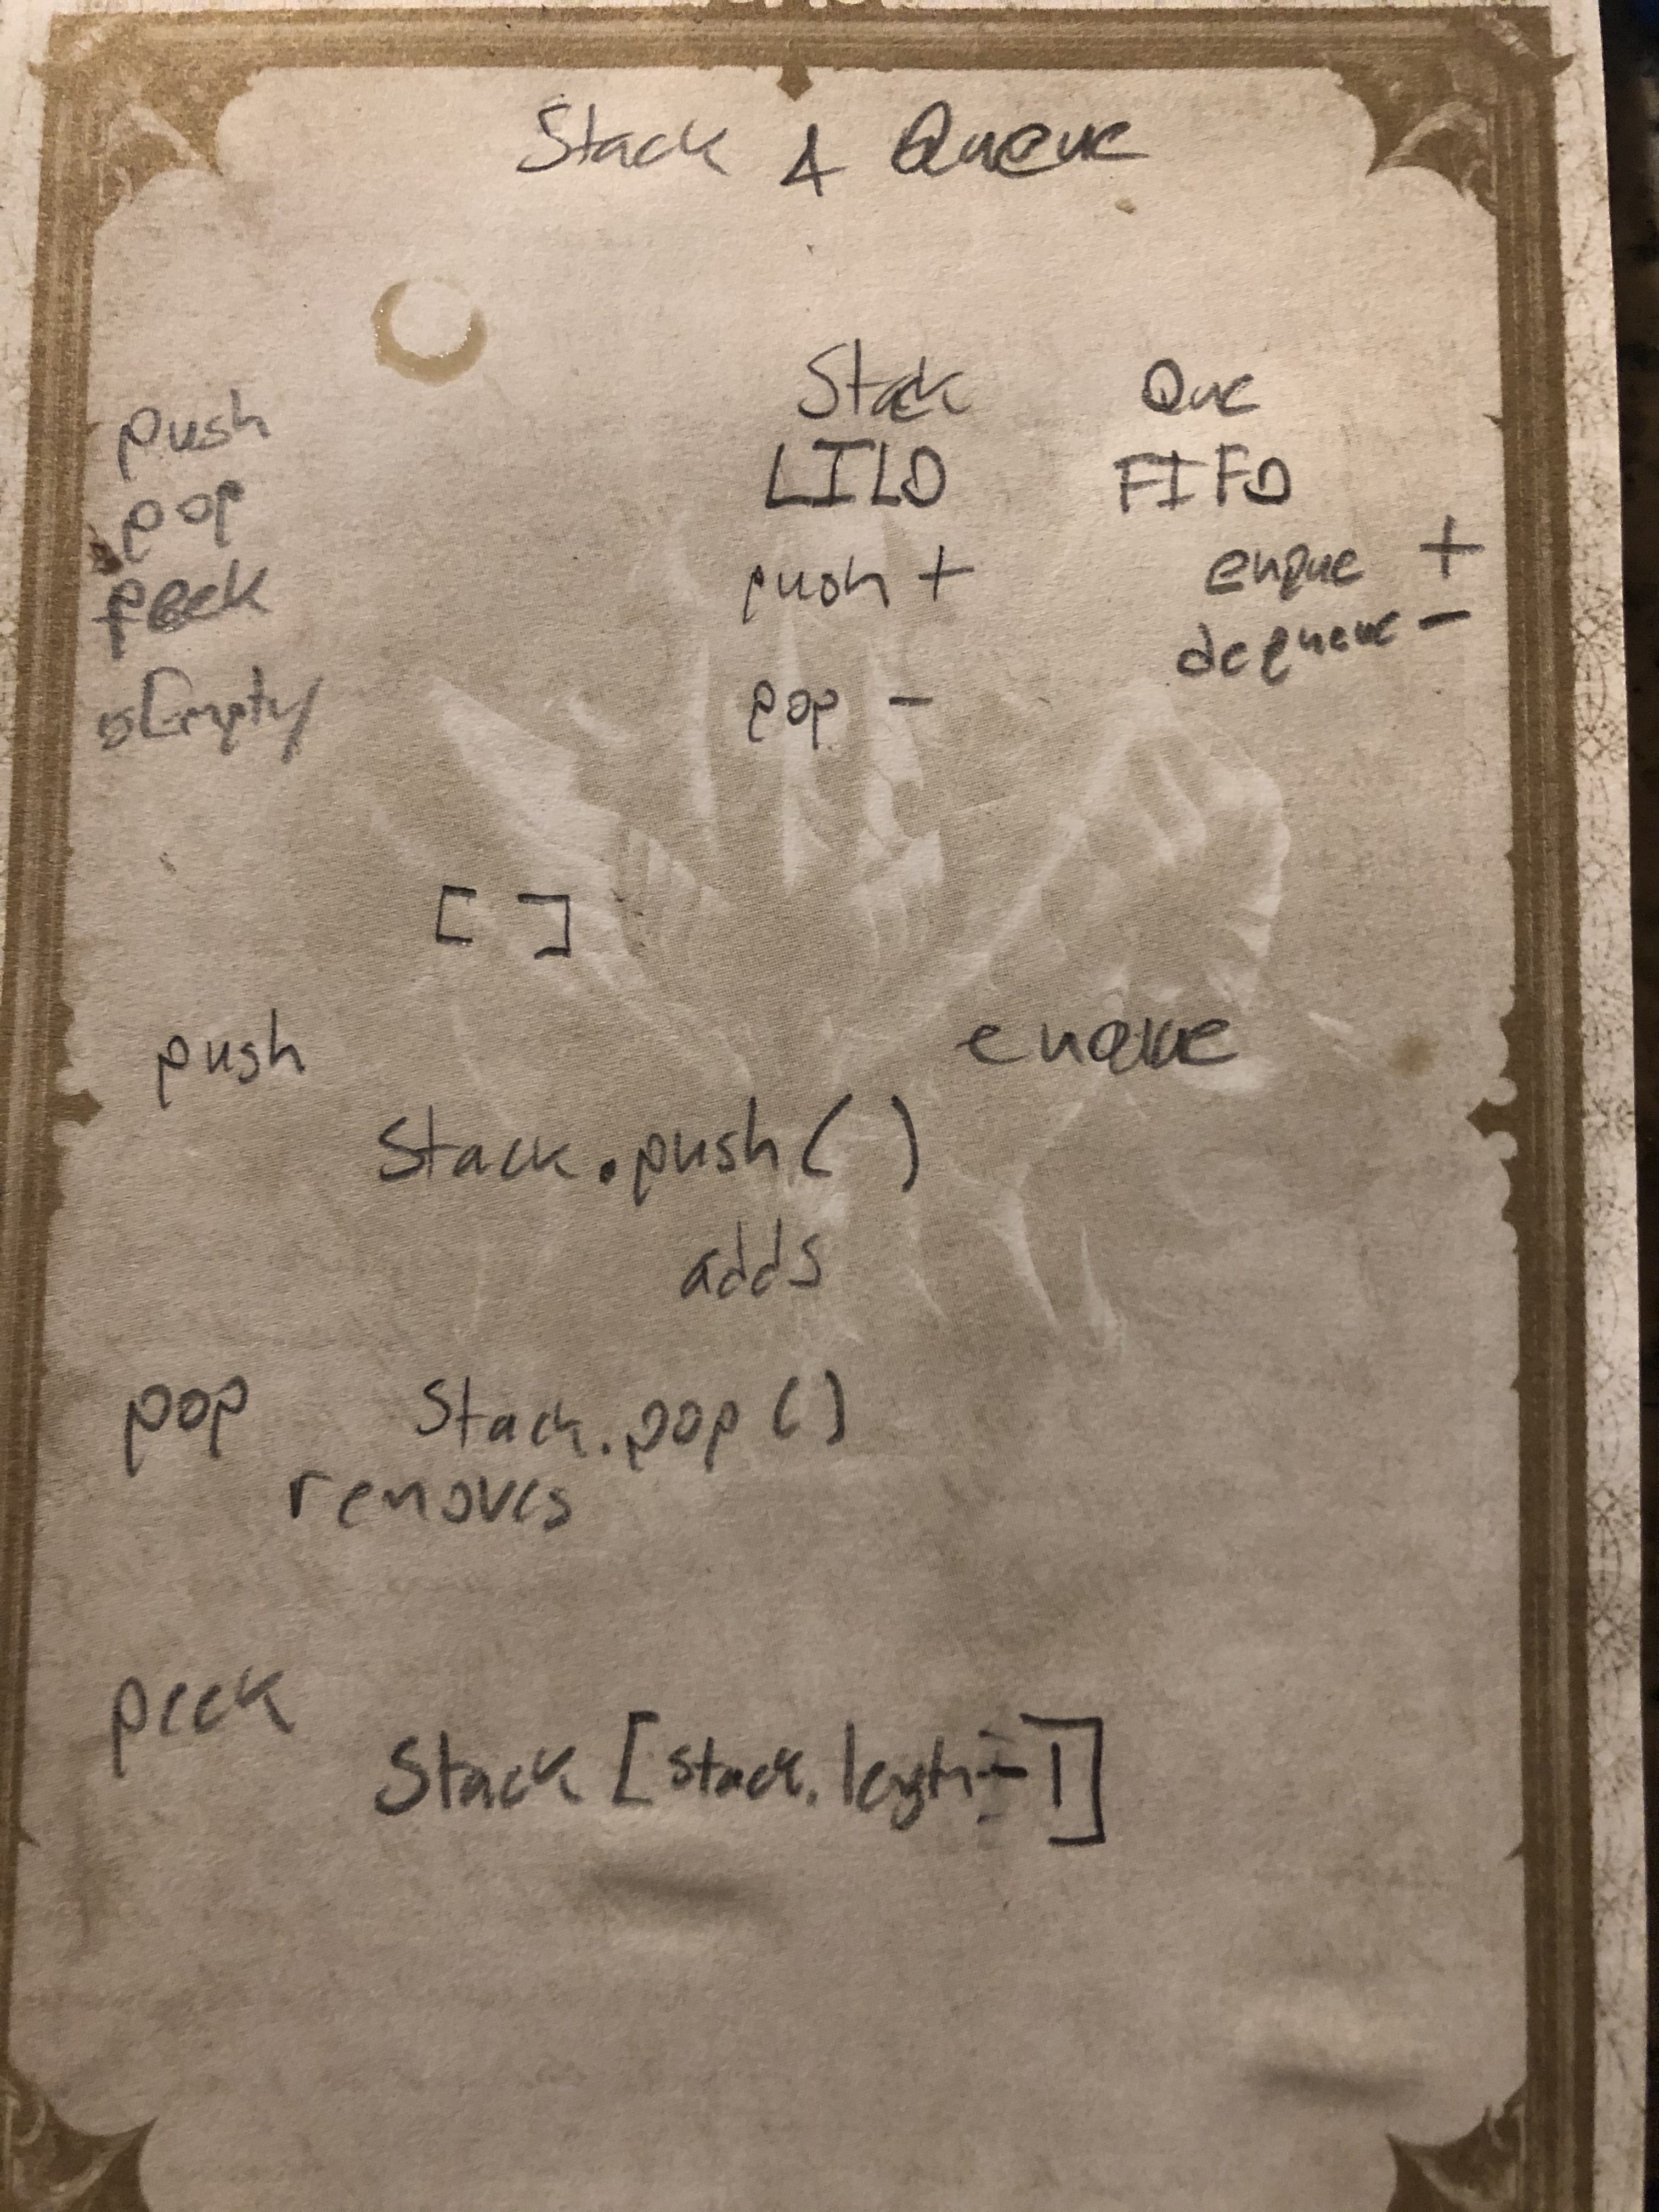 Stack & Queue
Stack Que
LILO FIFO
push
pop
peek
isEmpty
push +
pop -
enque +
dequeue -
[ ]
push enqueue
Stack.push( )
adds
pop Stack.pop()
removes
peek
Stack [stack.length-1]